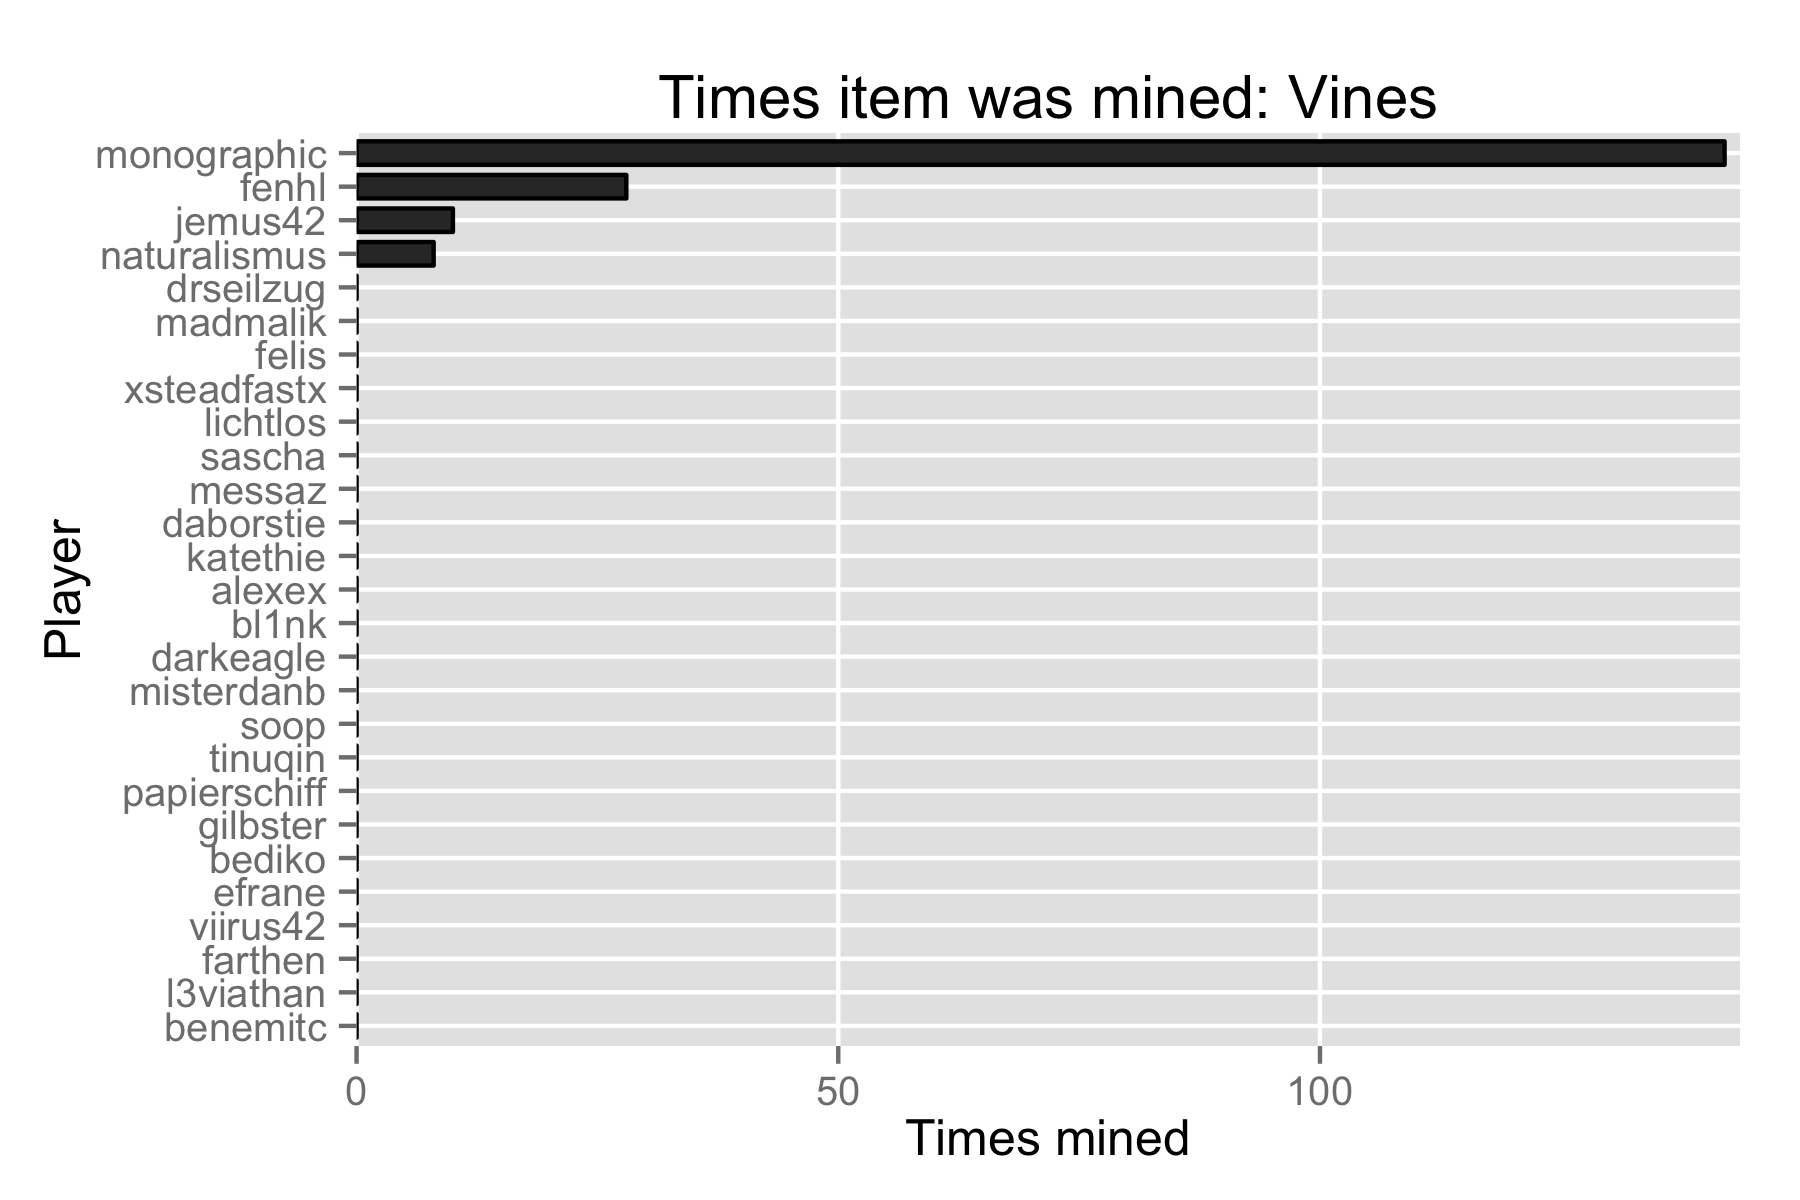 Times item was mined: Vines
monographic
fenhl
jemus42
naturalismus
drseilzug
madmalik
felis
xsteadfastx
lichtlos
sascha
messaz
daborstie
katethie
alexex
bl1nk
darkeagle
misterdanb
soop
tinuqin
papierschiff
gilbster
bediko
efrane
viirus42
farthen
l3viathan
benemitc
Player
0 50 100
Times mined